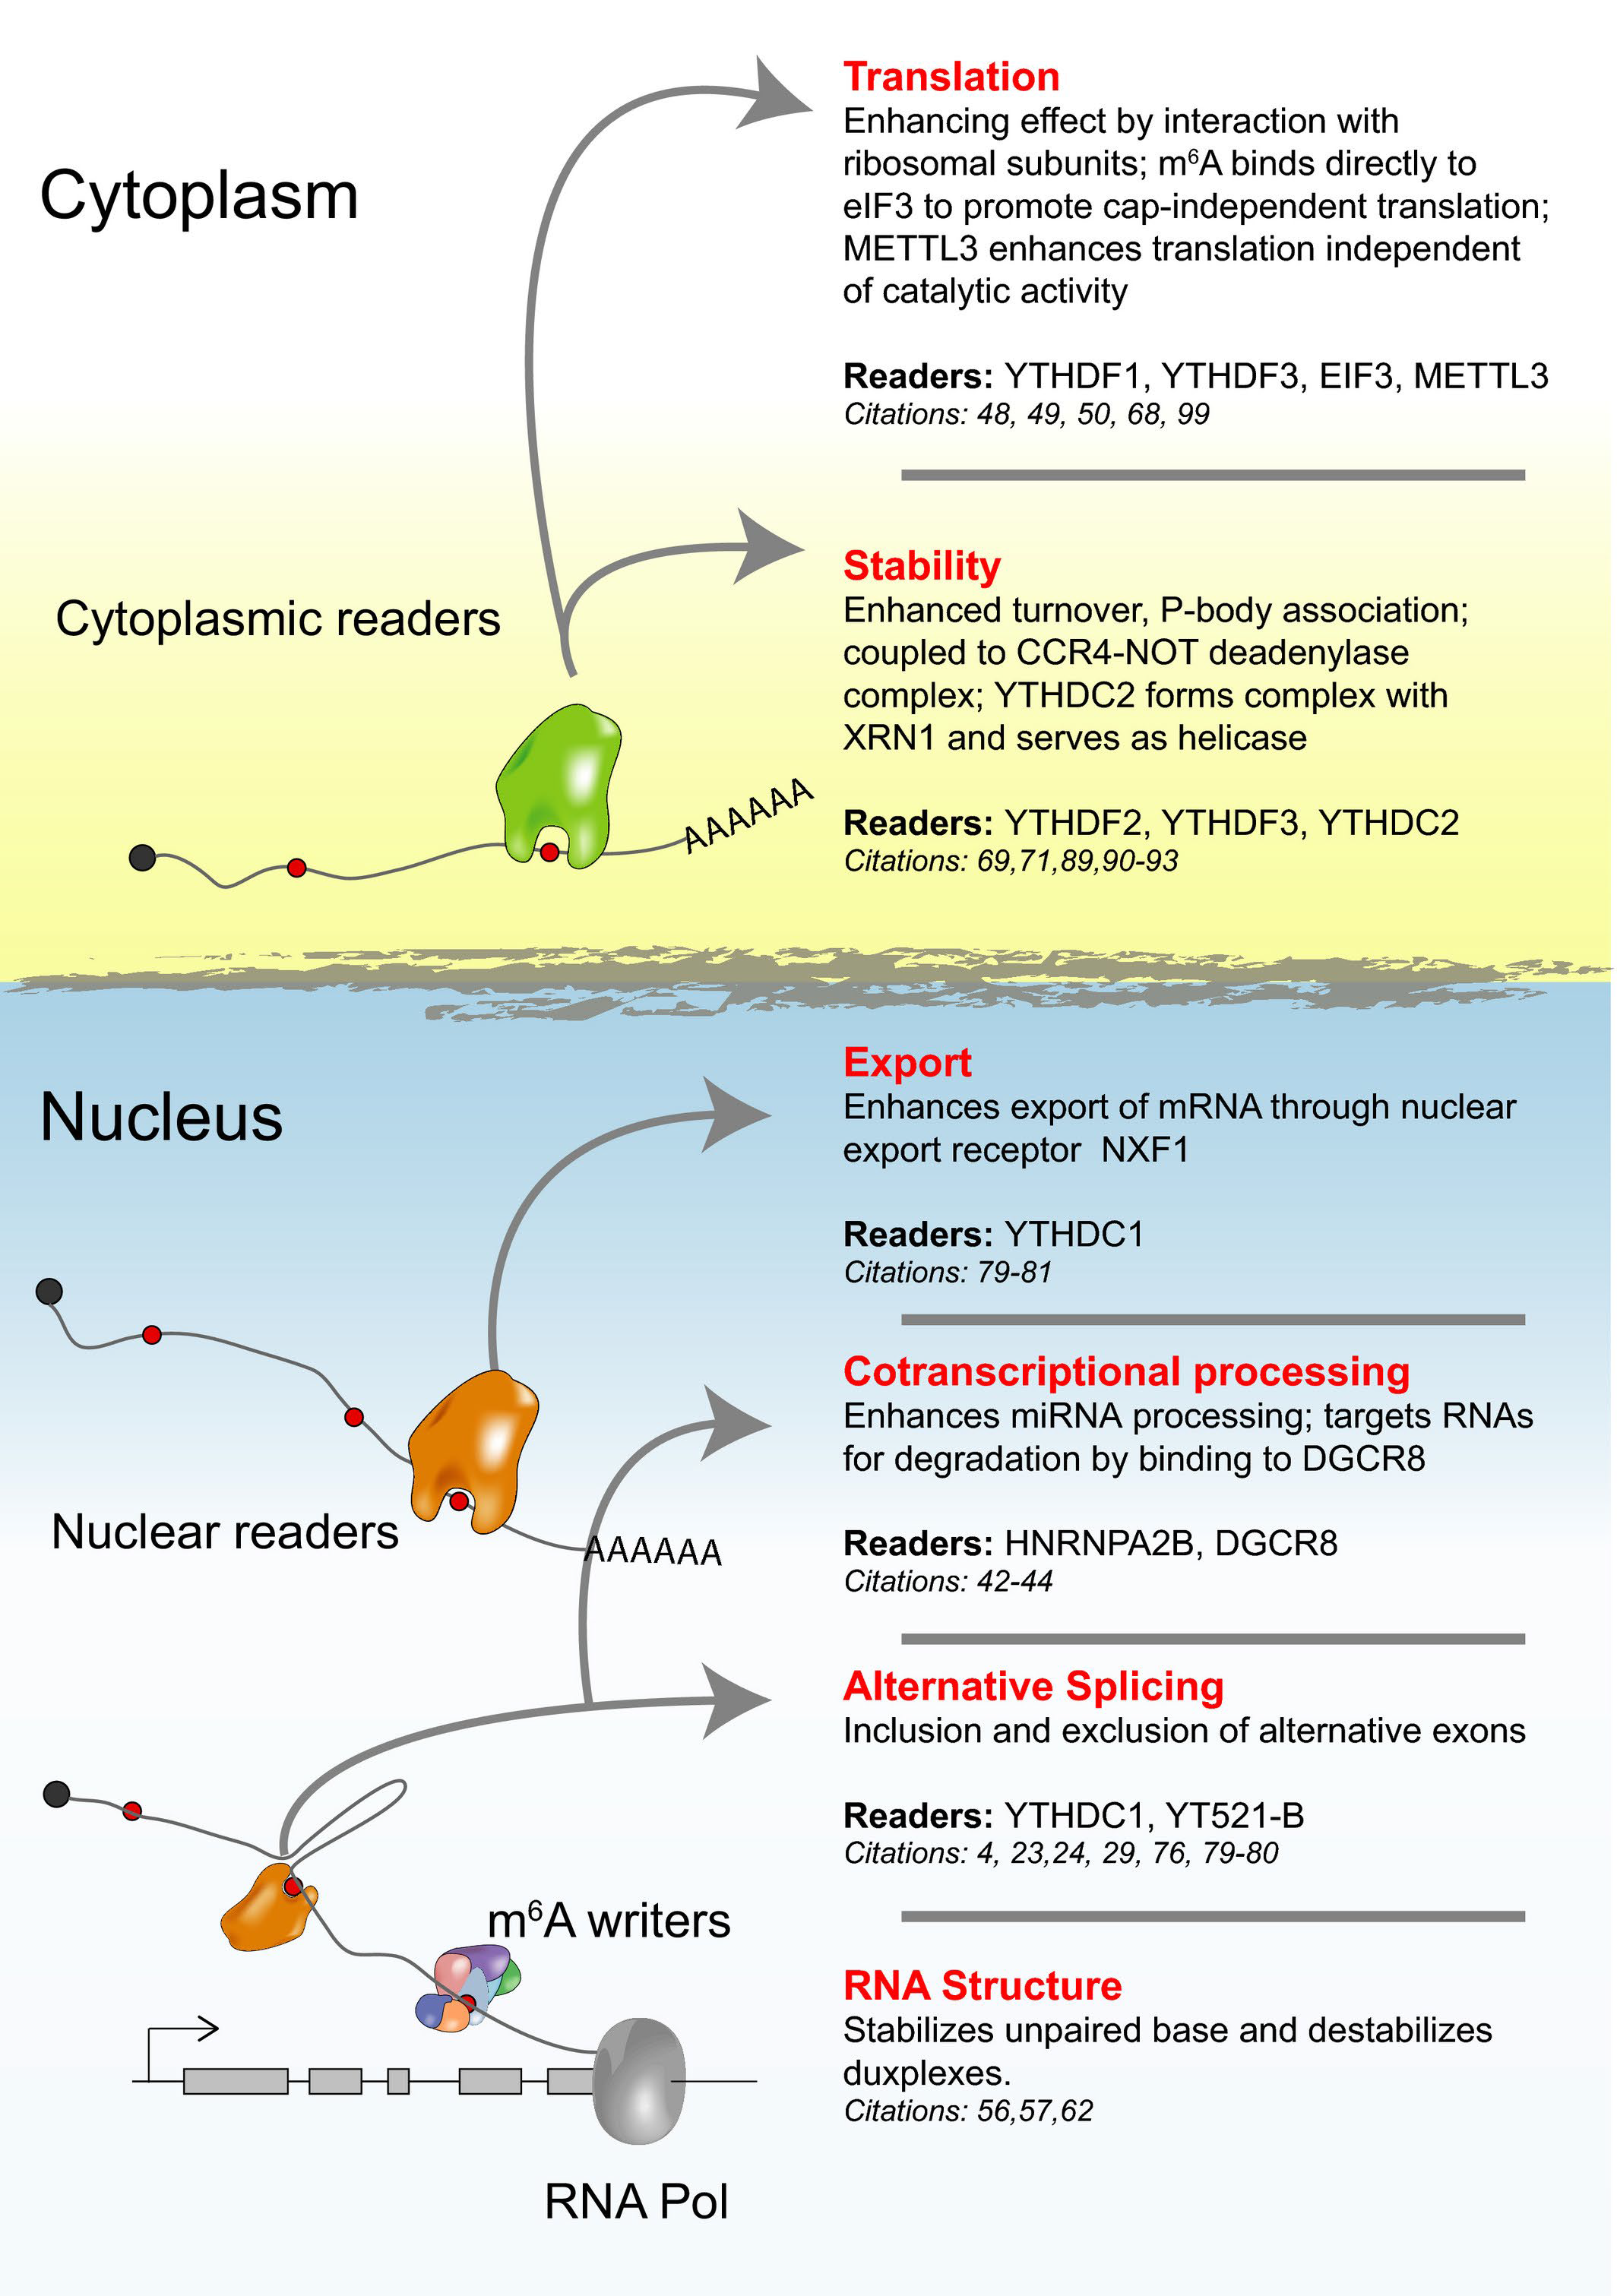 Cytoplasm
Translation
Enhancing effect by interaction with
ribosomal subunits; m⁶A binds directly to
eIF3 to promote cap-independent translation;
METTL3 enhances translation independent
of catalytic activity
Readers: YTHDF1, YTHDF3, EIF3, METTL3
Citations: 48, 49, 50, 68, 99
Cytoplasmic readers
Stability
Enhanced turnover, P-body association;
coupled to CCR4-NOT deadenylase
complex; YTHDC2 forms complex with
XRN1 and serves as helicase
Readers: YTHDF2, YTHDF3, YTHDC2
Citations: 69,71,89,90-93
AAAAAA
Nucleus
Export
Enhances export of mRNA through nuclear
export receptor  NXF1
Readers: YTHDC1
Citations: 79-81
Cotranscriptional processing
Enhances miRNA processing; targets RNAs
for degradation by binding to DGCR8
Readers: HNRNPA2B, DGCR8
Citations: 42-44
Nuclear readers
AAAAAA
Alternative Splicing
Inclusion and exclusion of alternative exons
Readers: YTHDC1, YT521-B
Citations: 4, 23,24, 29, 76, 79-80
m⁶A writers
RNA Structure
Stabilizes unpaired base and destabilizes
duxplexes.
Citations: 56,57,62
RNA Pol